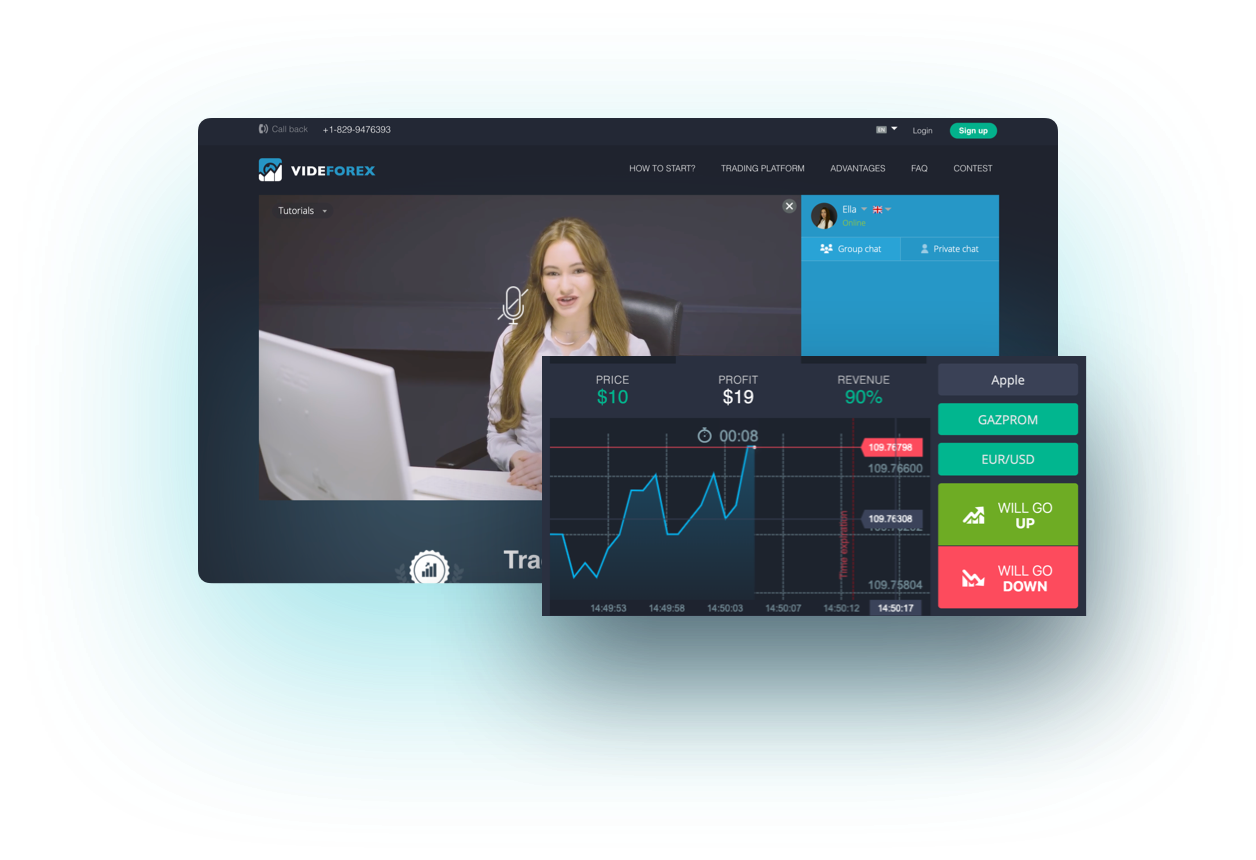 Call back +1-829-9476393
EN
Login
Sign up
VIDEFOREX
HOW TO START?
TRADING PLATFORM
ADVANTAGES
FAQ
CONTEST
Tutorials
Ella
Online
Group chat
Private chat
Tra
PRICE
$10
PROFIT
$19
REVENUE
90%
Apple
GAZPROM
EUR/USD
WILL GO
UP
WILL GO
DOWN
00:08
109.76798
109.76600
109.76308
Time expiration
109.75804
14:49:53
14:49:58
14:50:03
14:50:07
14:50:12
14:50:17